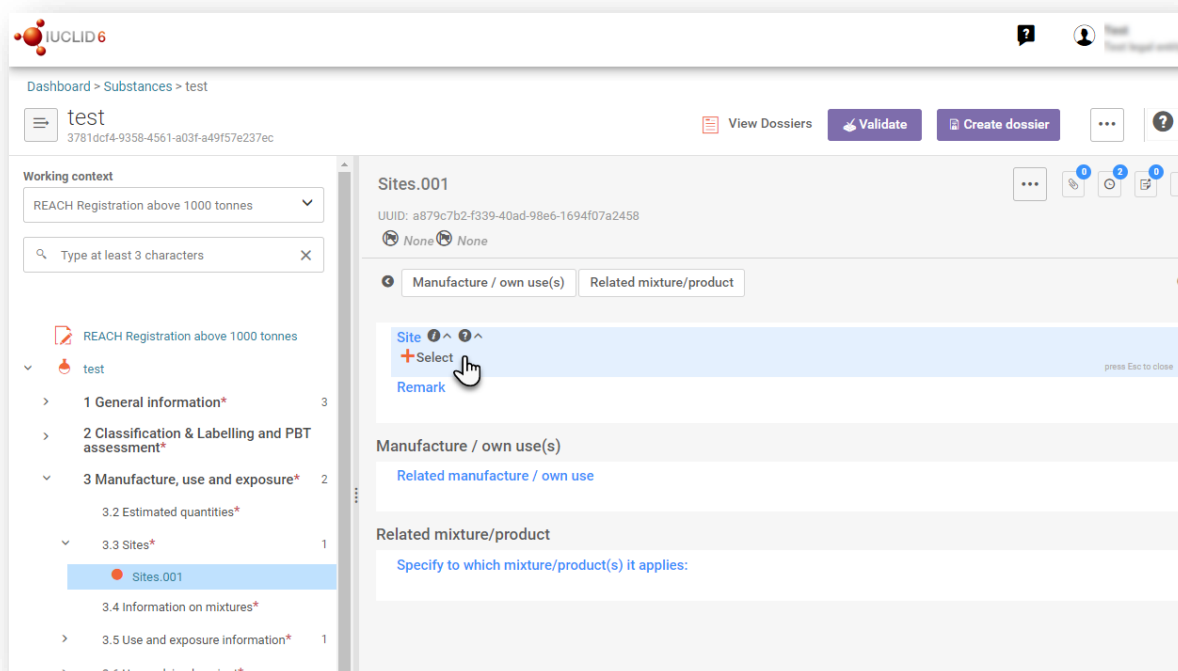 IUCLID 6
Dashboard > Substances > test
test
3781dcf4-9358-4561-a03f-a49f57e237ec
View Dossiers
Validate
Create dossier
Working context
REACH Registration above 1000 tonnes
Type at least 3 characters
REACH Registration above 1000 tonnes
test
1 General information* 3
2 Classification & Labelling and PBT
assessment*
3 Manufacture, use and exposure* 2
3.2 Estimated quantities*
3.3 Sites* 1
Sites.001
3.4 Information on mixtures*
3.5 Use and exposure information* 1
Sites.001
0 2 0
UUID: a879c7b2-f339-40ad-98e6-1694f07a2458
None None
Manufacture / own use(s) Related mixture/product
Site
Select
press Esc to close
Remark
Manufacture / own use(s)
Related manufacture / own use
Related mixture/product
Specify to which mixture/product(s) it applies: